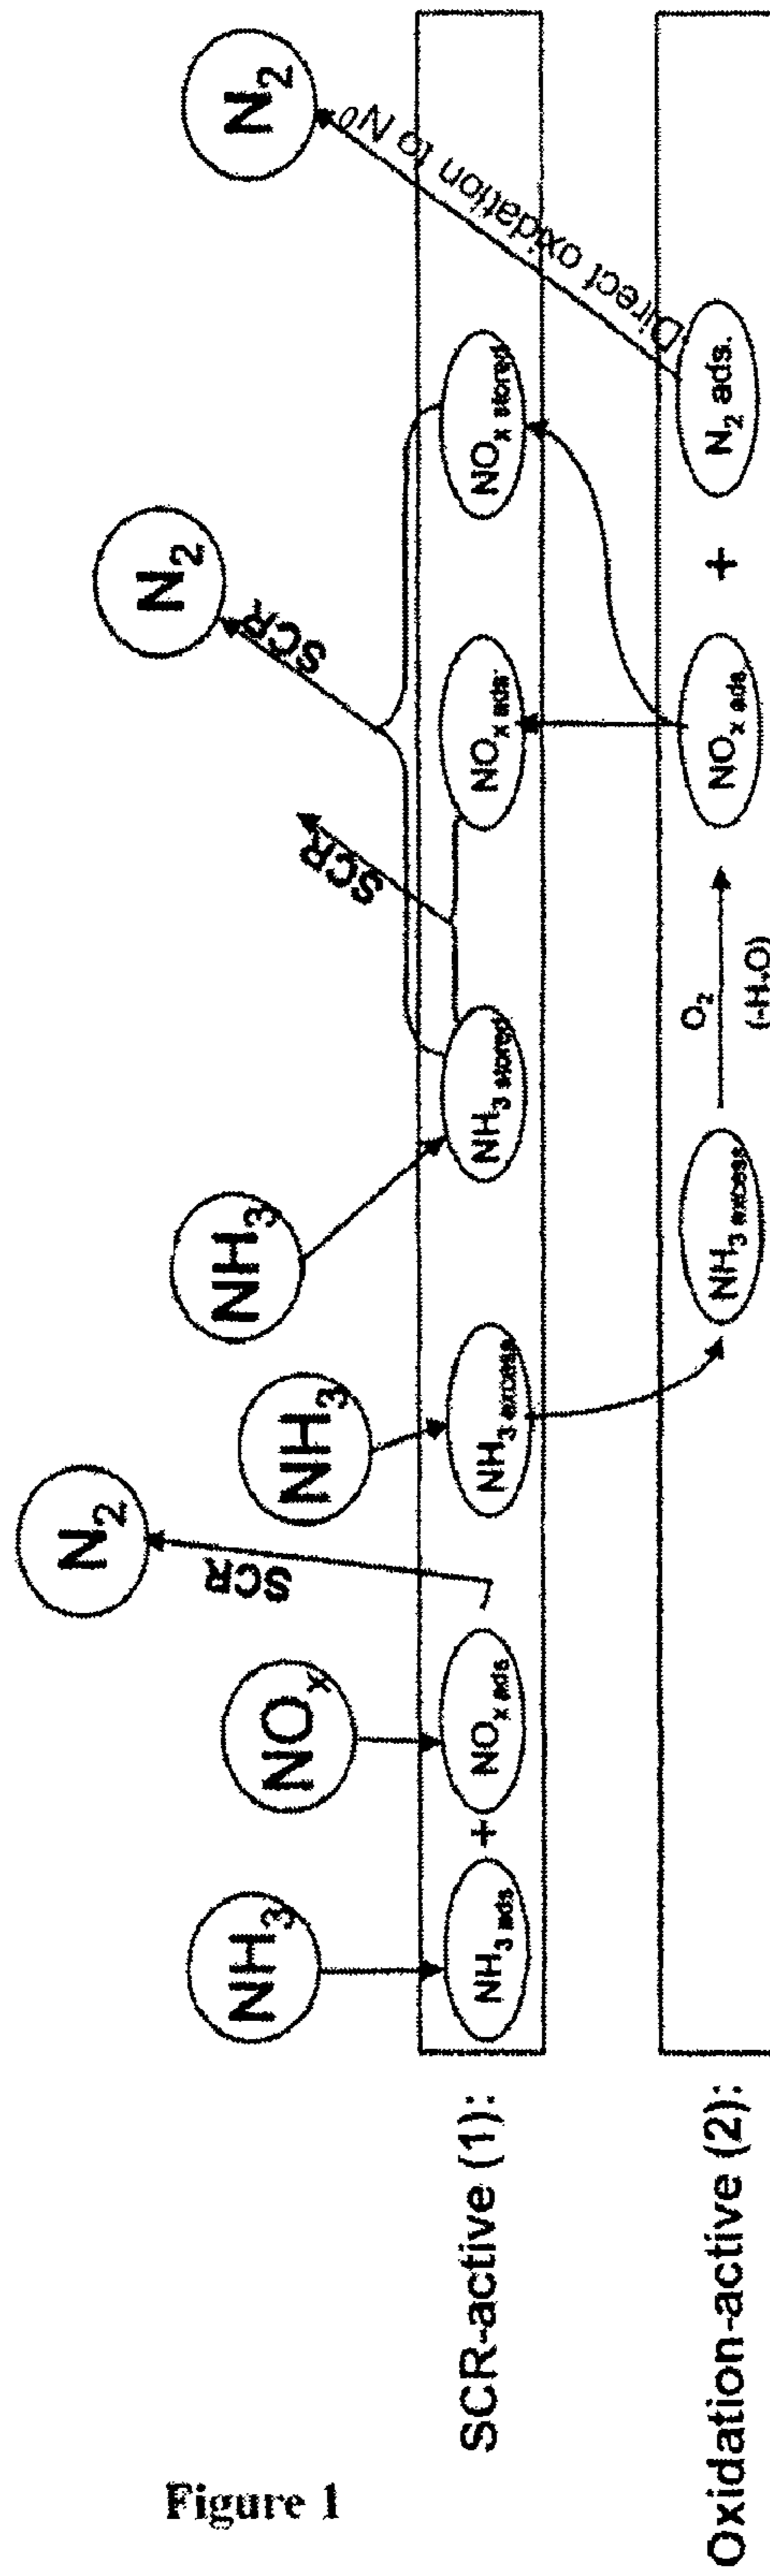 NH3
NOx
N2
NH3
NH3
N2
N2
SCR
SCR
SCR
Direct oxidation to N0
SCR-active (1):
NH3 ads
+
NOx ads
NH3 excess
NH3 stored
NOx ads.
NOx stored
Oxidation-active (2):
NH3 excess
O2
NOx ads.
+
N2 ads.
Figure 1